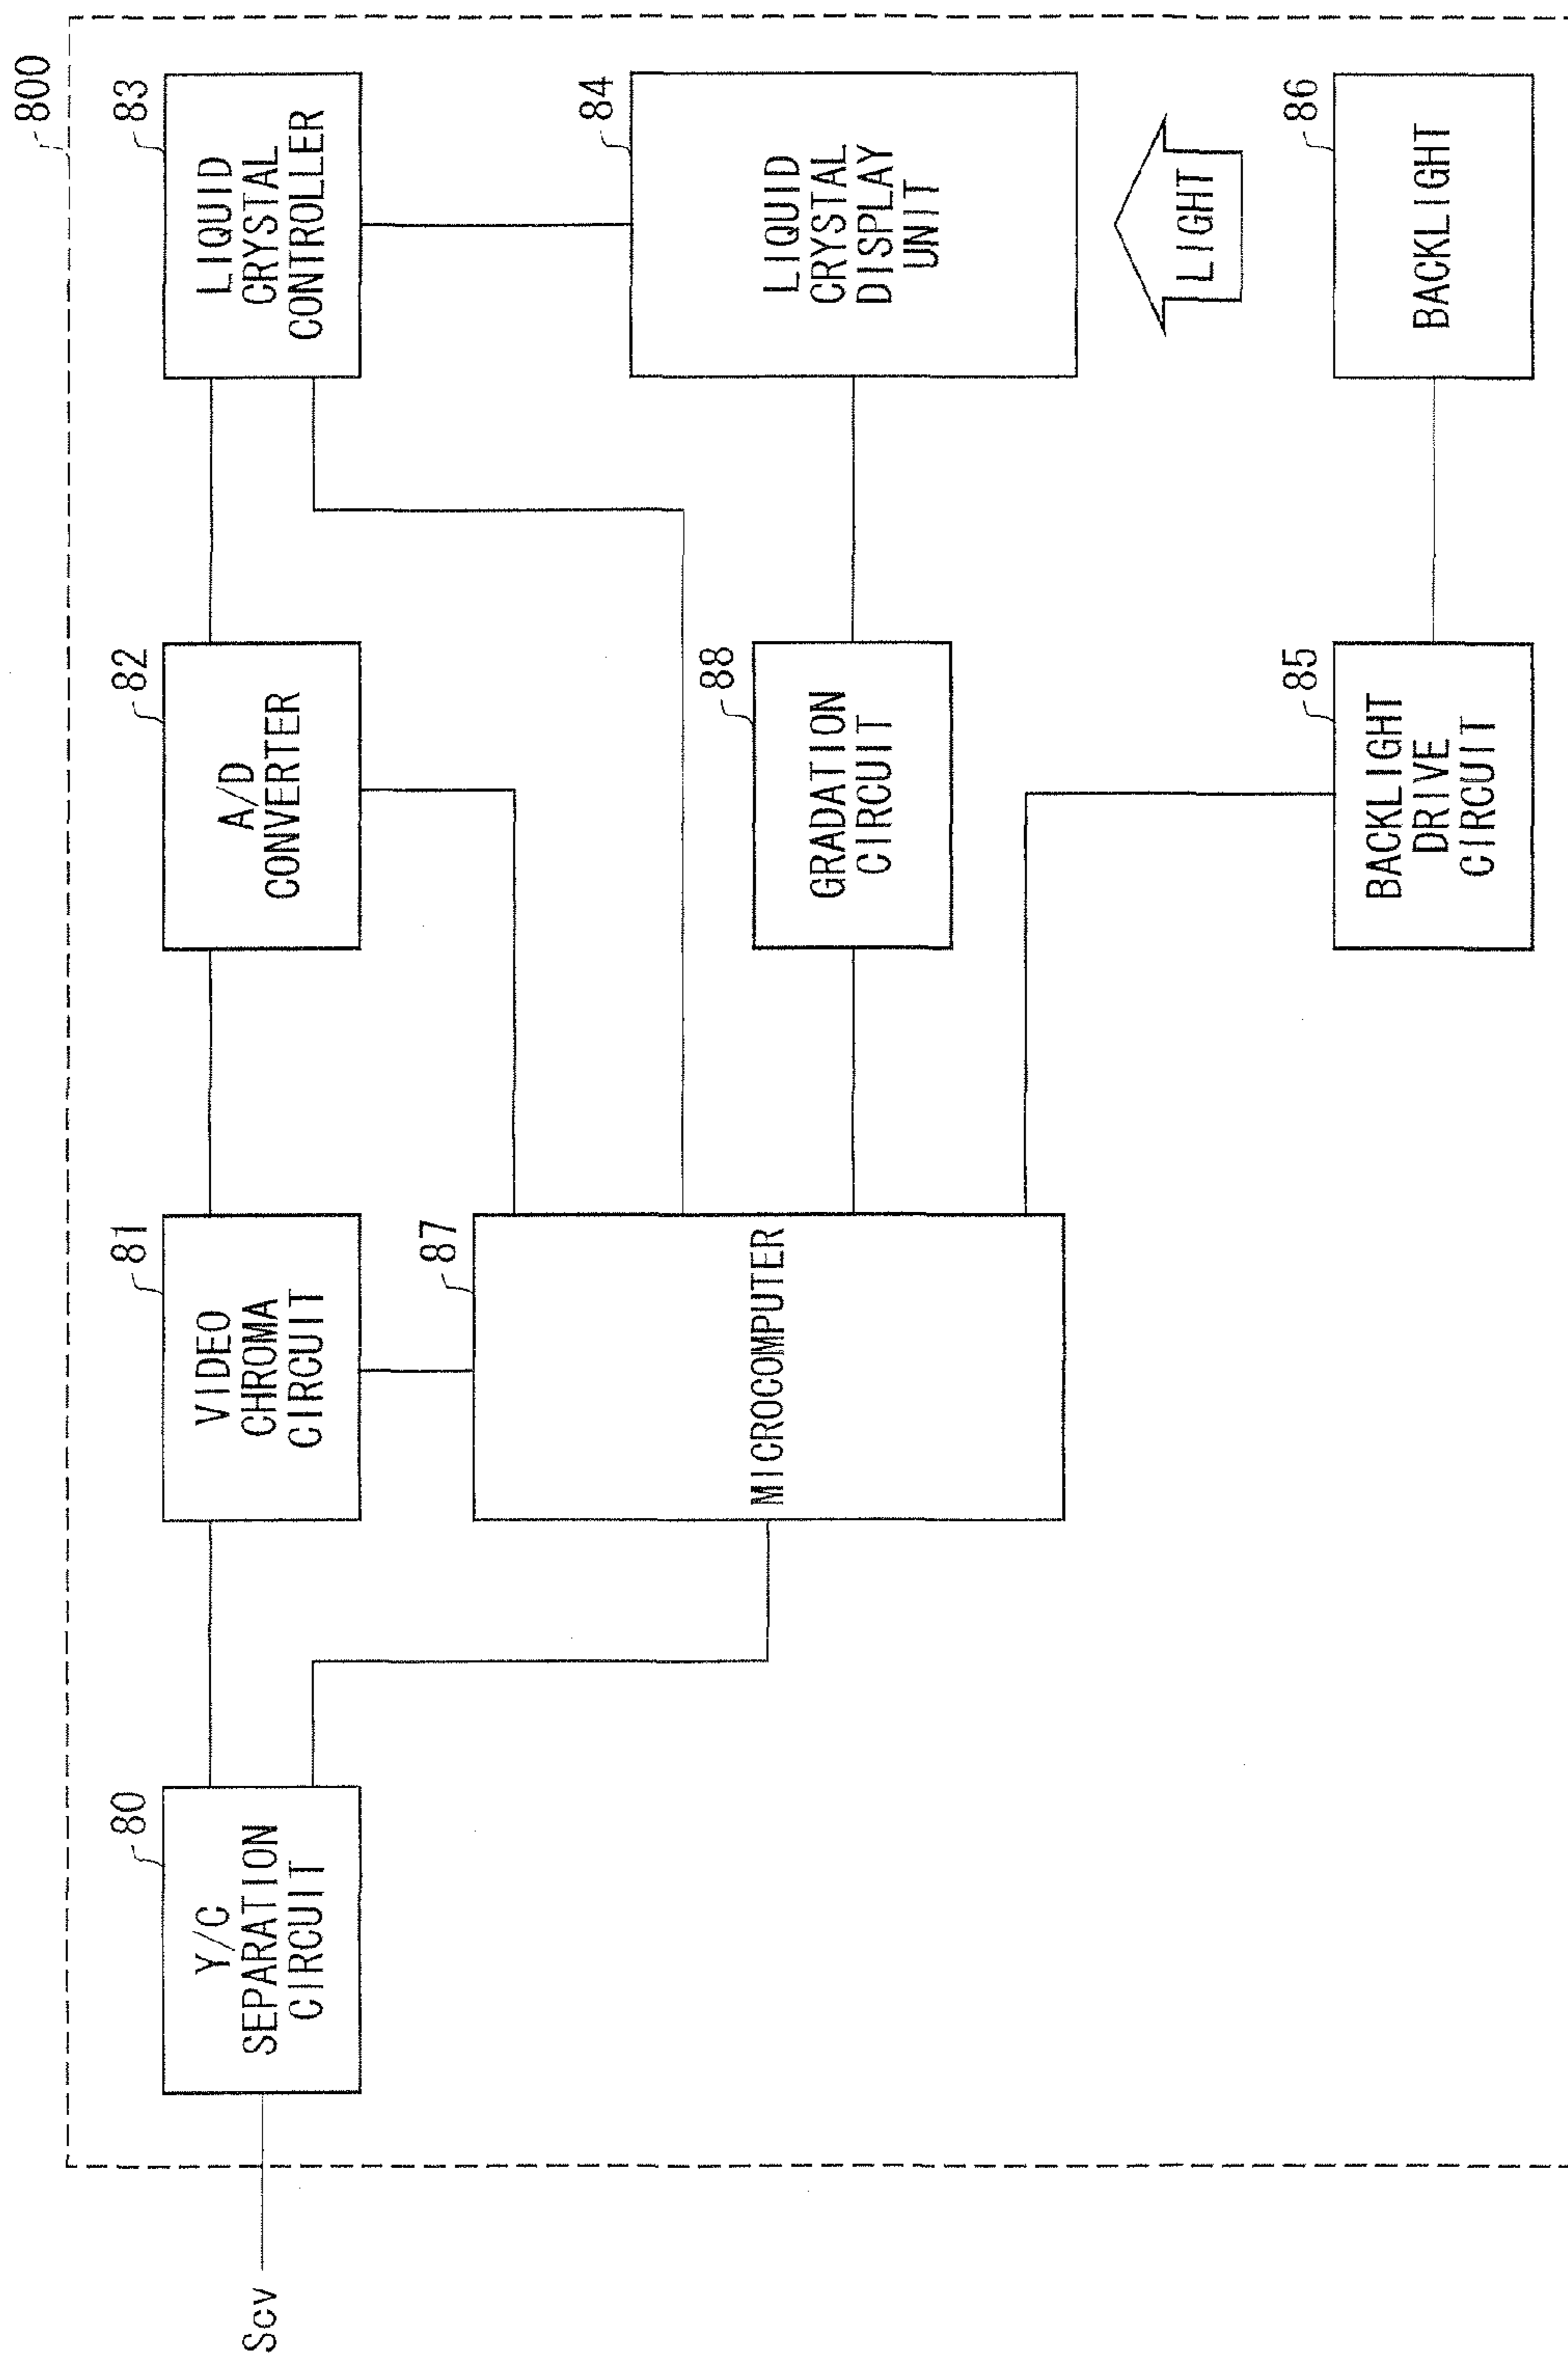 800
80
Y/C
SEPARATION
CIRCUIT
81
VIDEO
CHROMA
CIRCUIT
82
A/D
CONVERTER
83
LIQUID
CRYSTAL
CONTROLLER
Scv
87
MICROCOMPUTER
88
GRADATION
CIRCUIT
84
LIQUID
CRYSTAL
DISPLAY
UNIT
LIGHT
85
BACKLIGHT
DRIVE
CIRCUIT
86
BACKLIGHT